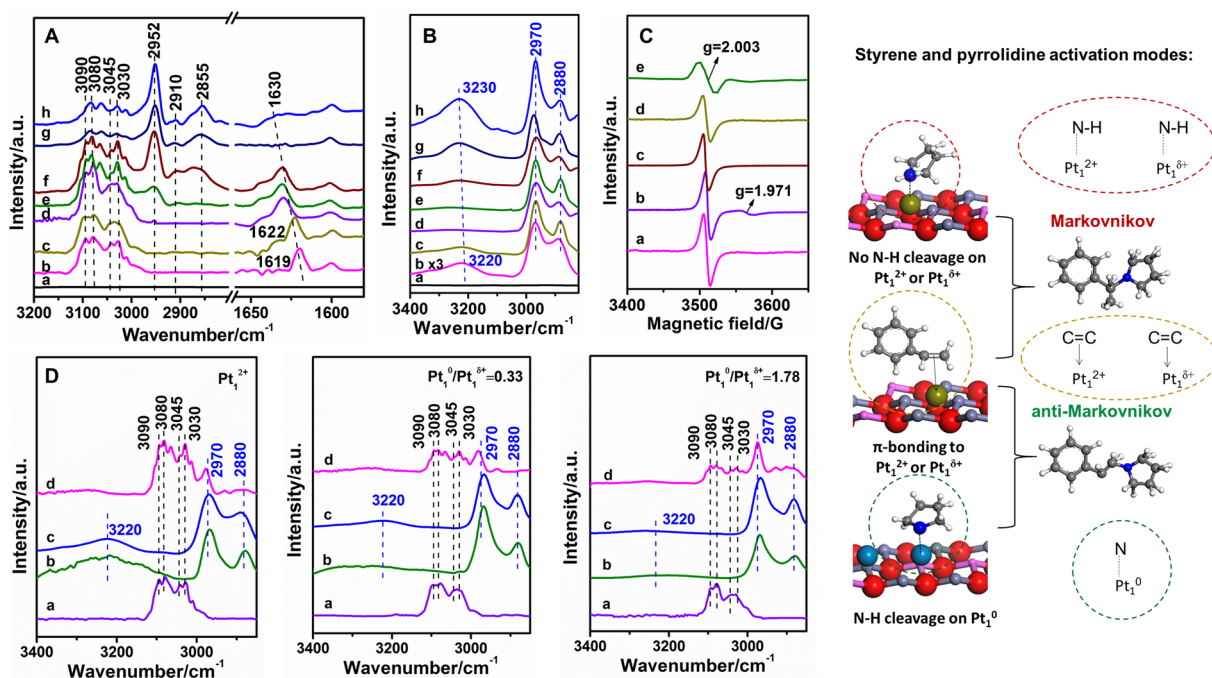 A
3090
3080
3045
3030
2952
2910
2855
1630
1622
1619
h
g
f
e
d
c
b
a
Intensity/a.u.
3200 3100 3000 2900 1650 1600
Wavenumber/cm⁻¹
B
3230
2970
2880
3220
h
g
f
e
d
c
b x3
a
Intensity/a.u.
3400 3200 3000
Wavenumber/cm⁻¹
C
g=2.003
g=1.971
e
d
c
b
a
Intensity/a.u.
3400 3500 3600
Magnetic field/G
D
Pt₁²⁺
3090
3080
3045
3030
2970
2880
3220
d
c
b
a
Intensity/a.u.
3400 3200 3000
Wavenumber/cm⁻¹
Pt₁⁰/Pt₁^δ+=0.33
3090
3080
3045
3030
2970
2880
3220
d
c
b
a
Intensity/a.u.
3400 3200 3000
Wavenumber/cm⁻¹
Pt₁⁰/Pt₁^δ+=1.78
3090
3080
3045
3030
2970
2880
3220
d
c
b
a
Intensity/a.u.
3400 3200 3000
Wavenumber/cm⁻¹
Styrene and pyrrolidine activation modes:
N-H N-H
Pt₁²⁺ Pt₁^δ+
No N-H cleavage on
Pt₁²⁺ or Pt₁^δ+
Markovnikov
C=C C=C
Pt₁²⁺ Pt₁^δ+
π-bonding to
Pt₁²⁺ or Pt₁^δ+
anti-Markovnikov
N
Pt₁⁰
N-H cleavage on Pt₁⁰